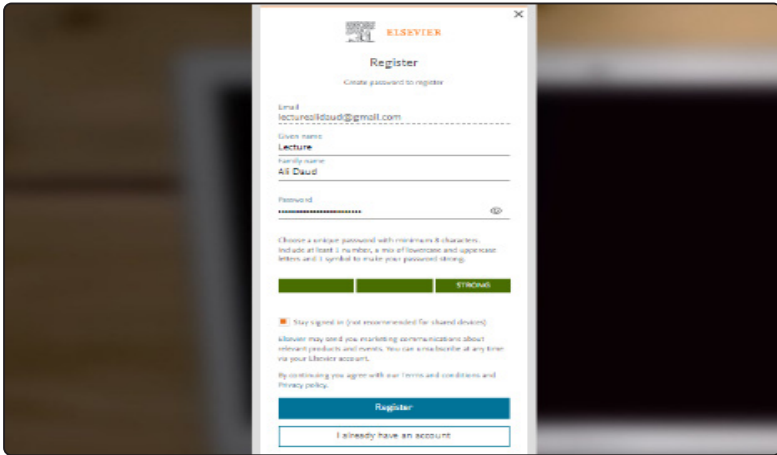 ELSEVIER
Register
Create password to register
Email
lecturealidaud@gmail.com
Given name
Lecture
Family name
Ali Daud
Password
Choose a unique password with minimum 8 characters.
Include at least 1 number, a mix of lowercase and uppercase
letters and 1 symbol to make your password strong.
STRONG
Stay signed in (not recommended for shared devices)
Elsevier may send you marketing communications about
relevant products and events. You can unsubscribe at any time
via your Elsevier account.
By continuing you agree with our Terms and conditions and
Privacy policy.
Register
I already have an account